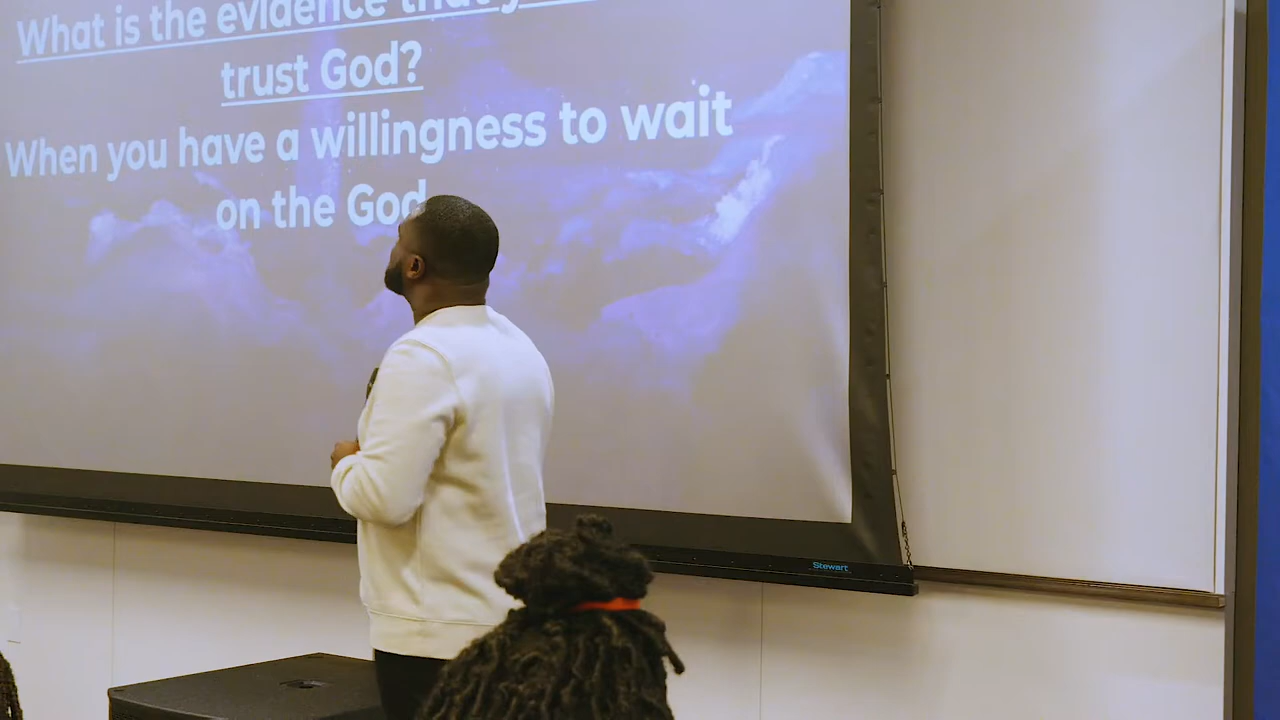 What is the evidence that
trust God?
When you have a willingness to wait
on the God
Stewart